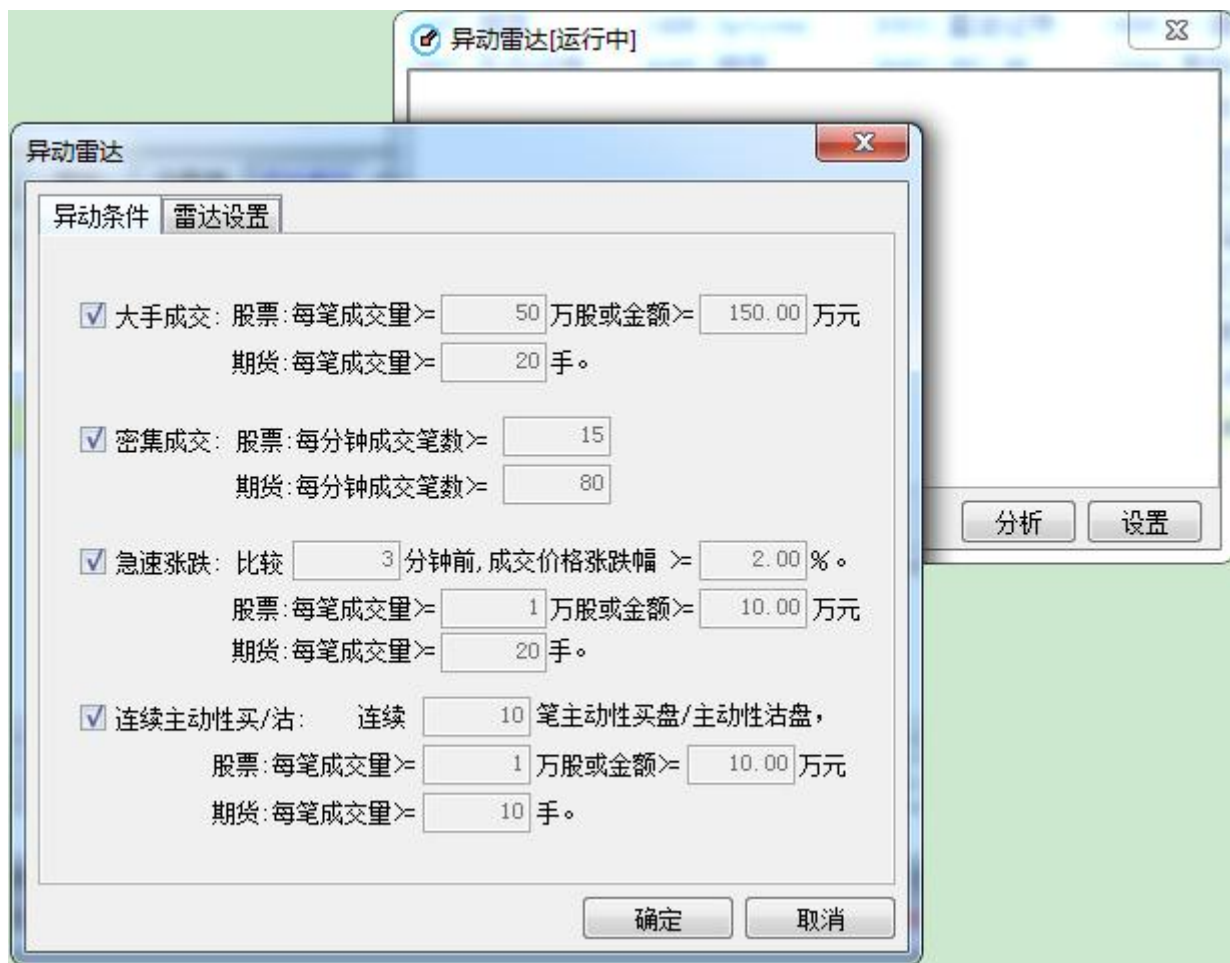 异动雷达[运行中]
异动雷达
异动条件 雷达设置
大手成交: 股票:每笔成交量>= 50 万股或金额>= 150.00 万元
期货:每笔成交量>= 20 手。
密集成交: 股票:每分钟成交笔数>= 15
期货:每分钟成交笔数>= 80
急速涨跌: 比较 3 分钟前,成交价格涨跌幅 >= 2.00 %。
股票:每笔成交量>= 1 万股或金额>= 10.00 万元
期货:每笔成交量>= 20 手。
连续主动性买/沽: 连续 10 笔主动性买盘/主动性沽盘,
股票:每笔成交量>= 1 万股或金额>= 10.00 万元
期货:每笔成交量>= 10 手。
确定 取消
分析 设置